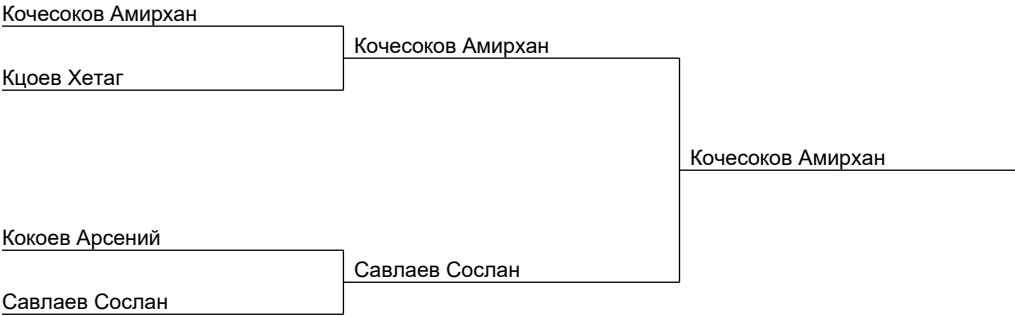 Кочесоков Амирхан
Кочесоков Амирхан
Кцоев Хетаг
Кочесоков Амирхан
Кокоев Арсений
Савлаев Сослан
Савлаев Сослан